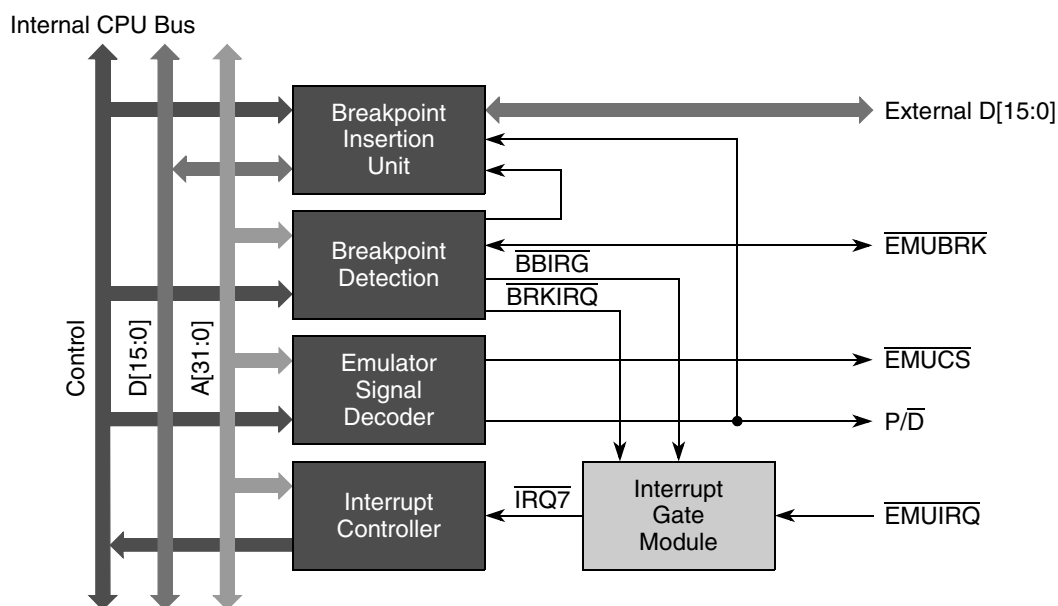 Internal CPU Bus
Breakpoint
Insertion
Unit
External D[15:0]
Breakpoint
Detection
EMUBRK
BBIRG
BRKIRQ
Control
D[15:0]
A[31:0]
Emulator
Signal
Decoder
EMUCS
P/D
Interrupt
Controller
IRQ7
Interrupt
Gate
Module
EMUIRQ